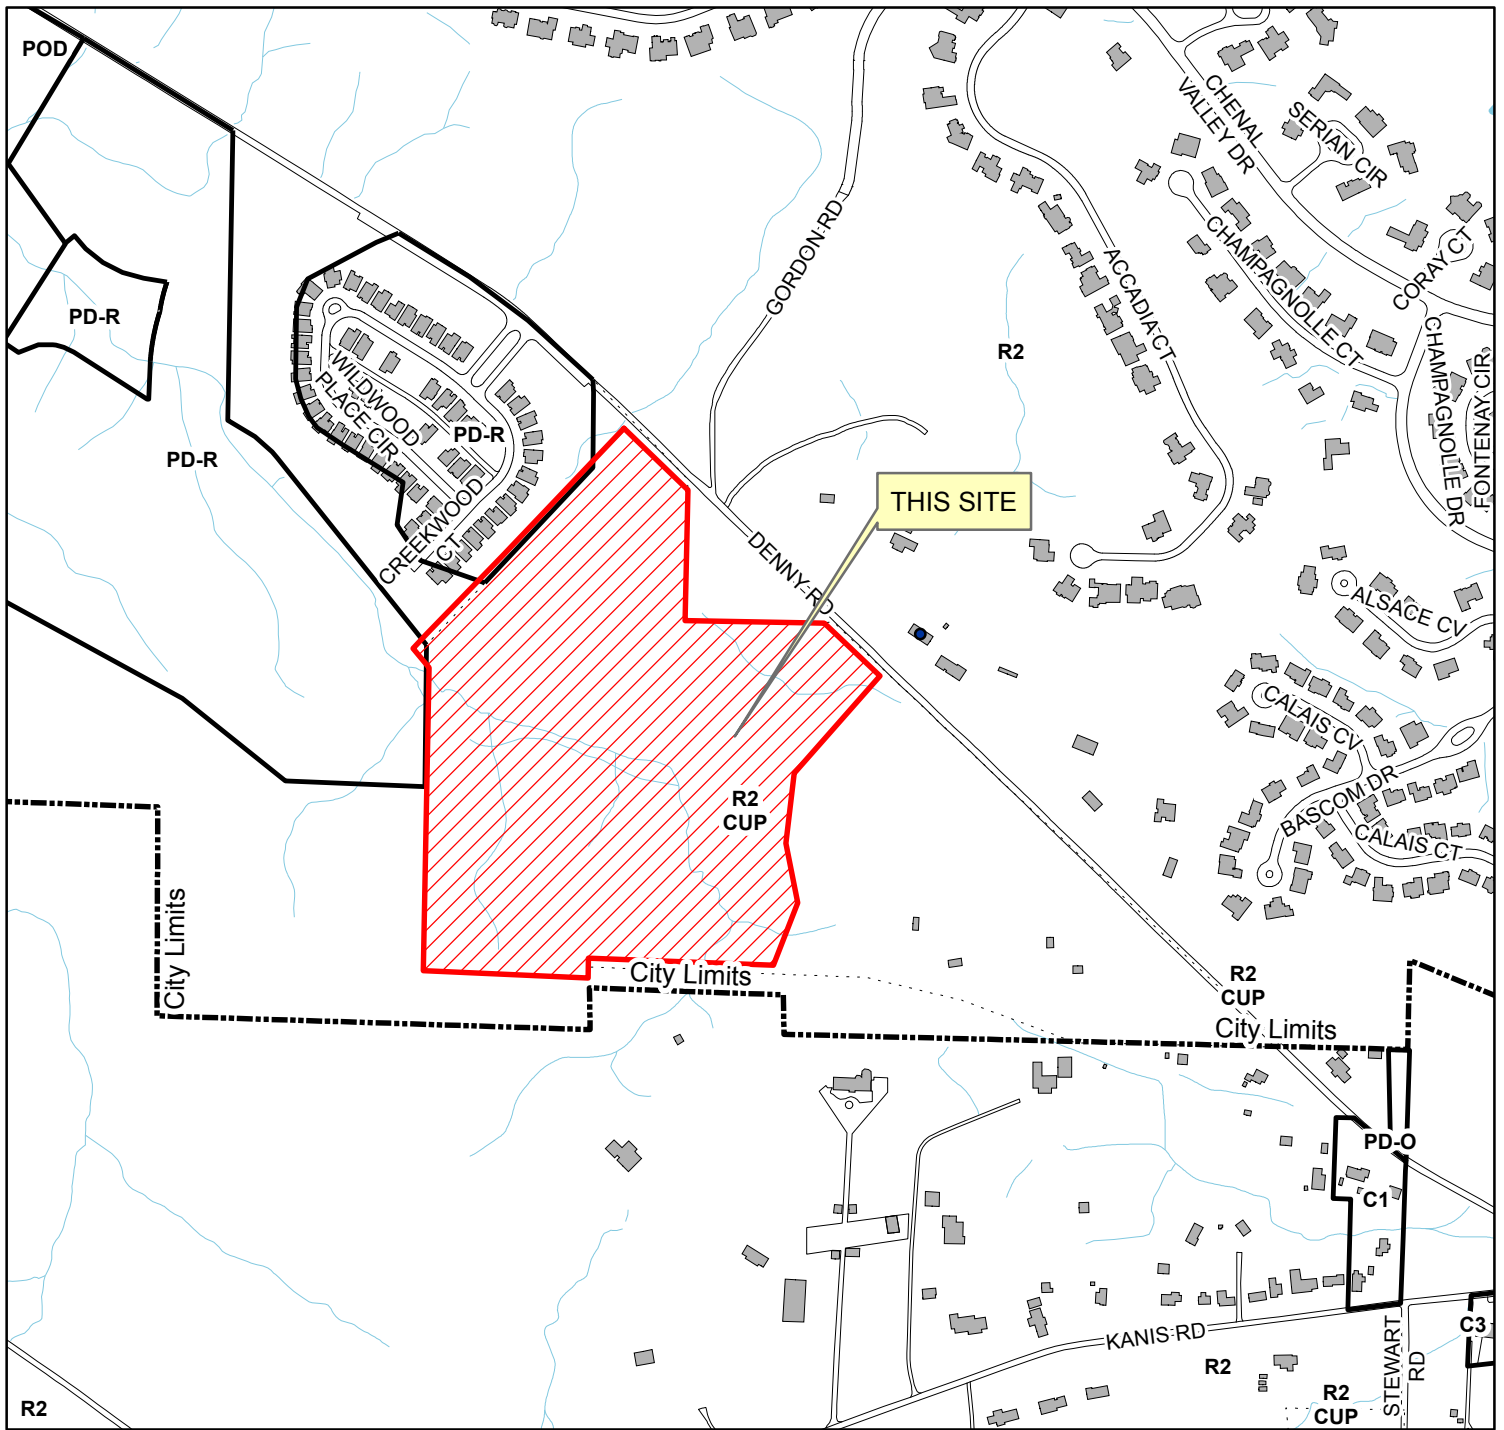 POD
CHENAL
VALLEY DR
SERIAN CIR
GORDON RD
CHAMPAGNOLLE CT
CORAY CT
ACCADIA CT
PD-R
R2
CHAMPAGNOLLE DR
FONTENAY CIR
WILDWOOD
PLACE CIR
PD-R
PD-R
THIS SITE
CREEKWOOD
CT
DENNY RD
ALSACE CV
CALAIS CV
BASCOM DR
CALAIS CT
R2
CUP
City Limits
City Limits
R2
CUP
City Limits
PD-O
C1
KANIS RD
STEWART
RD
C3
R2
R2
CUP
R2